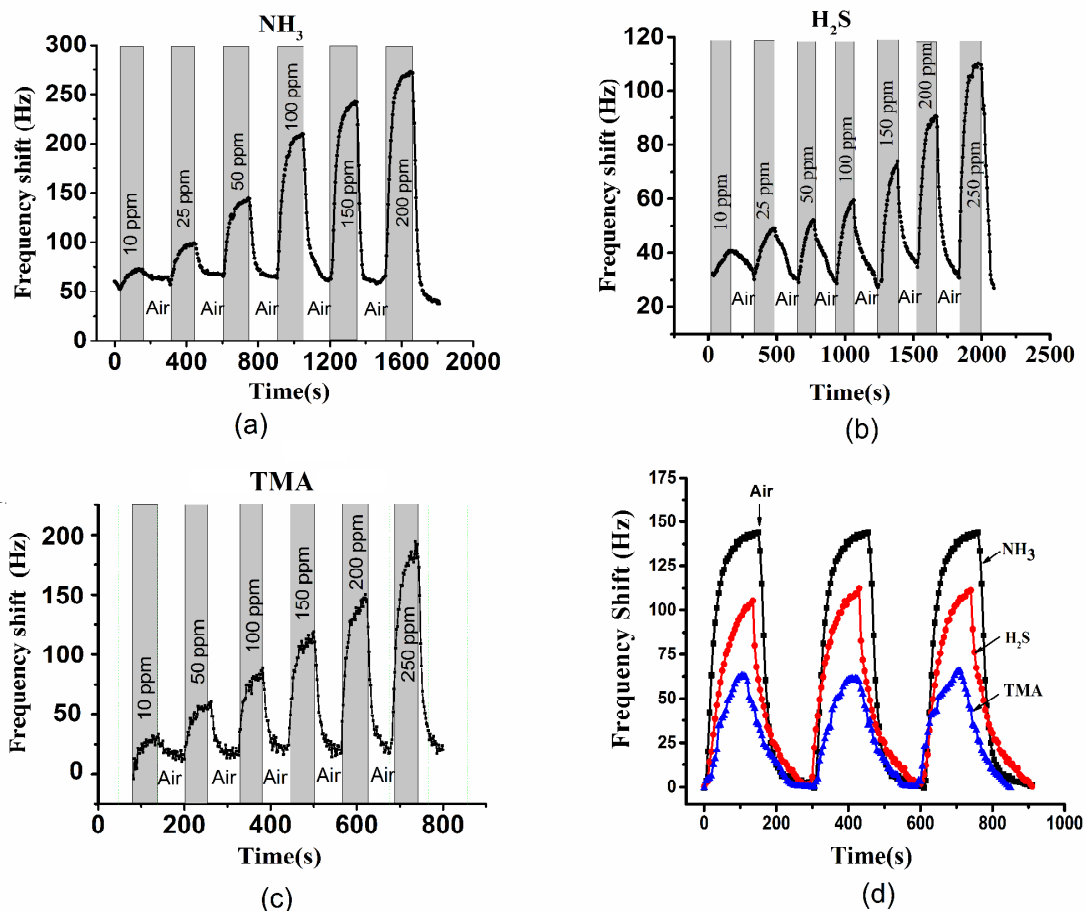 NH₃
Frequency shift (Hz)
300
250
200
150
100
50
0
10 ppm
25 ppm
50 ppm
100 ppm
150 ppm
200 ppm
Air
Air
Air
Air
Air
0
400
800
1200
1600
2000
Time(s)
(a)
H₂S
Frequency shift (Hz)
120
100
80
60
40
20
10 ppm
25 ppm
50 ppm
100 ppm
150 ppm
200 ppm
250 ppm
Air
Air
Air
Air
Air
Air
0
500
1000
1500
2000
2500
Time(s)
(b)
TMA
Frequency shift (Hz)
200
150
100
50
0
10 ppm
50 ppm
100 ppm
150 ppm
200 ppm
250 ppm
Air
Air
Air
Air
Air
0
200
400
600
800
Time(s)
(c)
Frequency Shift (Hz)
175
150
125
100
75
50
25
0
Air
NH₃
H₂S
TMA
0
200
400
600
800
1000
Time(s)
(d)